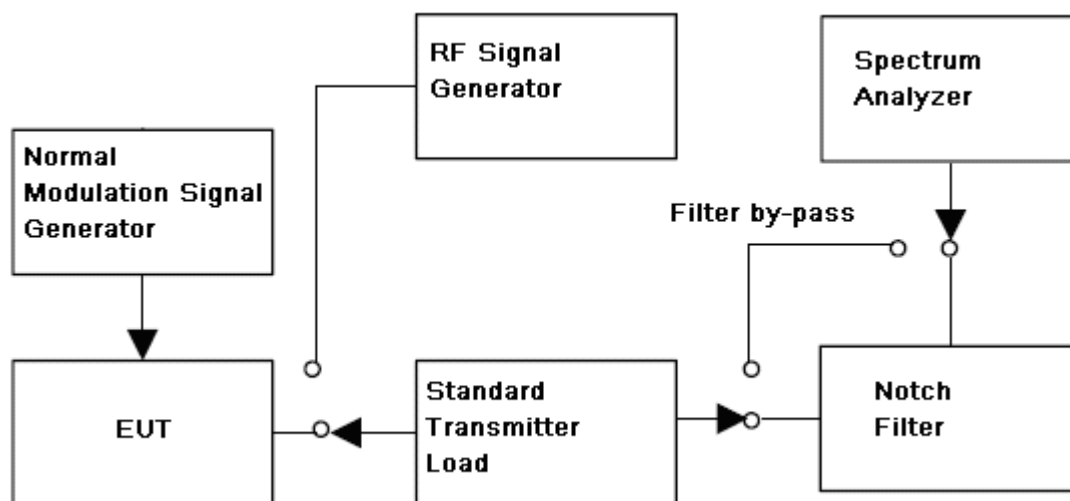 RF Signal
Generator
Spectrum
Analyzer
Normal
Modulation Signal
Generator
Filter by-pass
EUT
Standard
Transmitter
Load
Notch
Filter